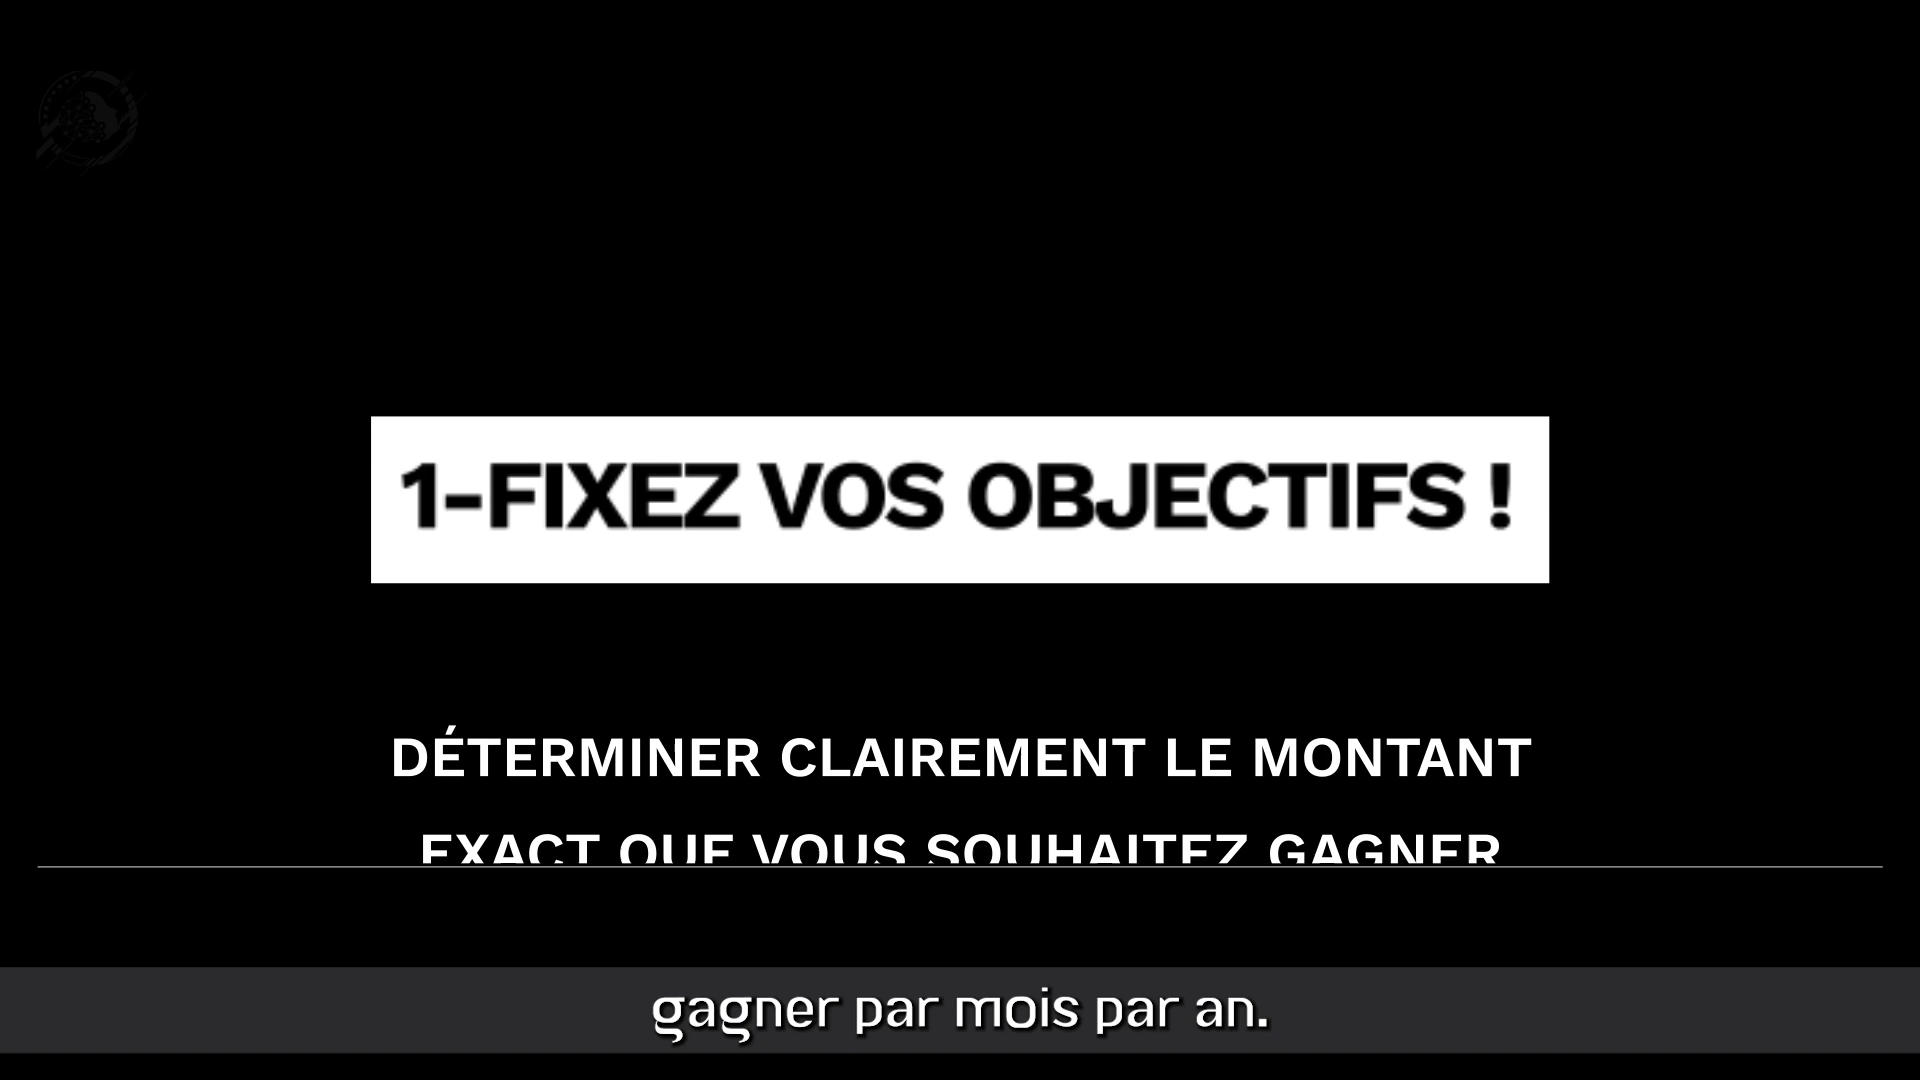 1-FIXEZ VOS OBJECTIFS !
DÉTERMINER CLAIREMENT LE MONTANT
EXACT QUE VOUS SOUHAITEZ GAGNER
gagner par mois par an.